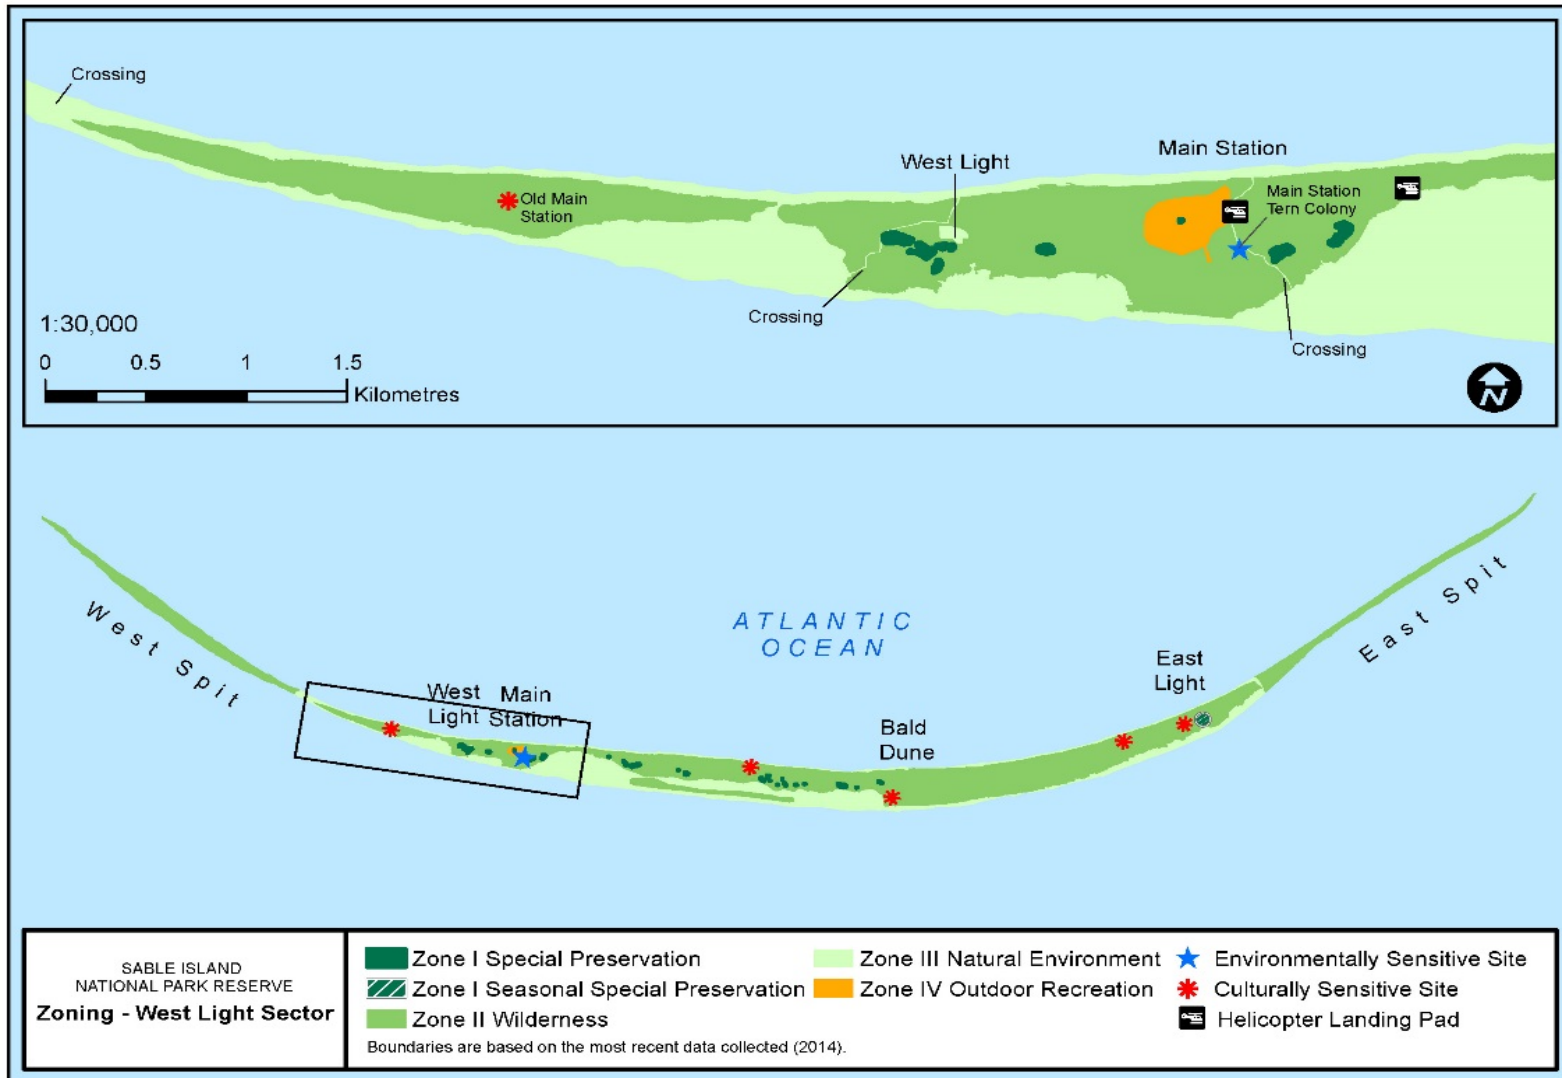 Crossing
West Light
Main Station
Old Main
Station
Main Station
Tern Colony
Crossing
Crossing
1:30,000
0 0.5 1 1.5
Kilometres
N
West Spit
ATLANTIC
OCEAN
East Spit
West
Light
Main
Station
East
Light
Bald
Dune
SABLE ISLAND
NATIONAL PARK RESERVE
Zoning - West Light Sector
Zone I Special Preservation
Zone I Seasonal Special Preservation
Zone II Wilderness
Zone III Natural Environment
Zone IV Outdoor Recreation
Environmentally Sensitive Site
Culturally Sensitive Site
Helicopter Landing Pad
Boundaries are based on the most recent data collected (2014).